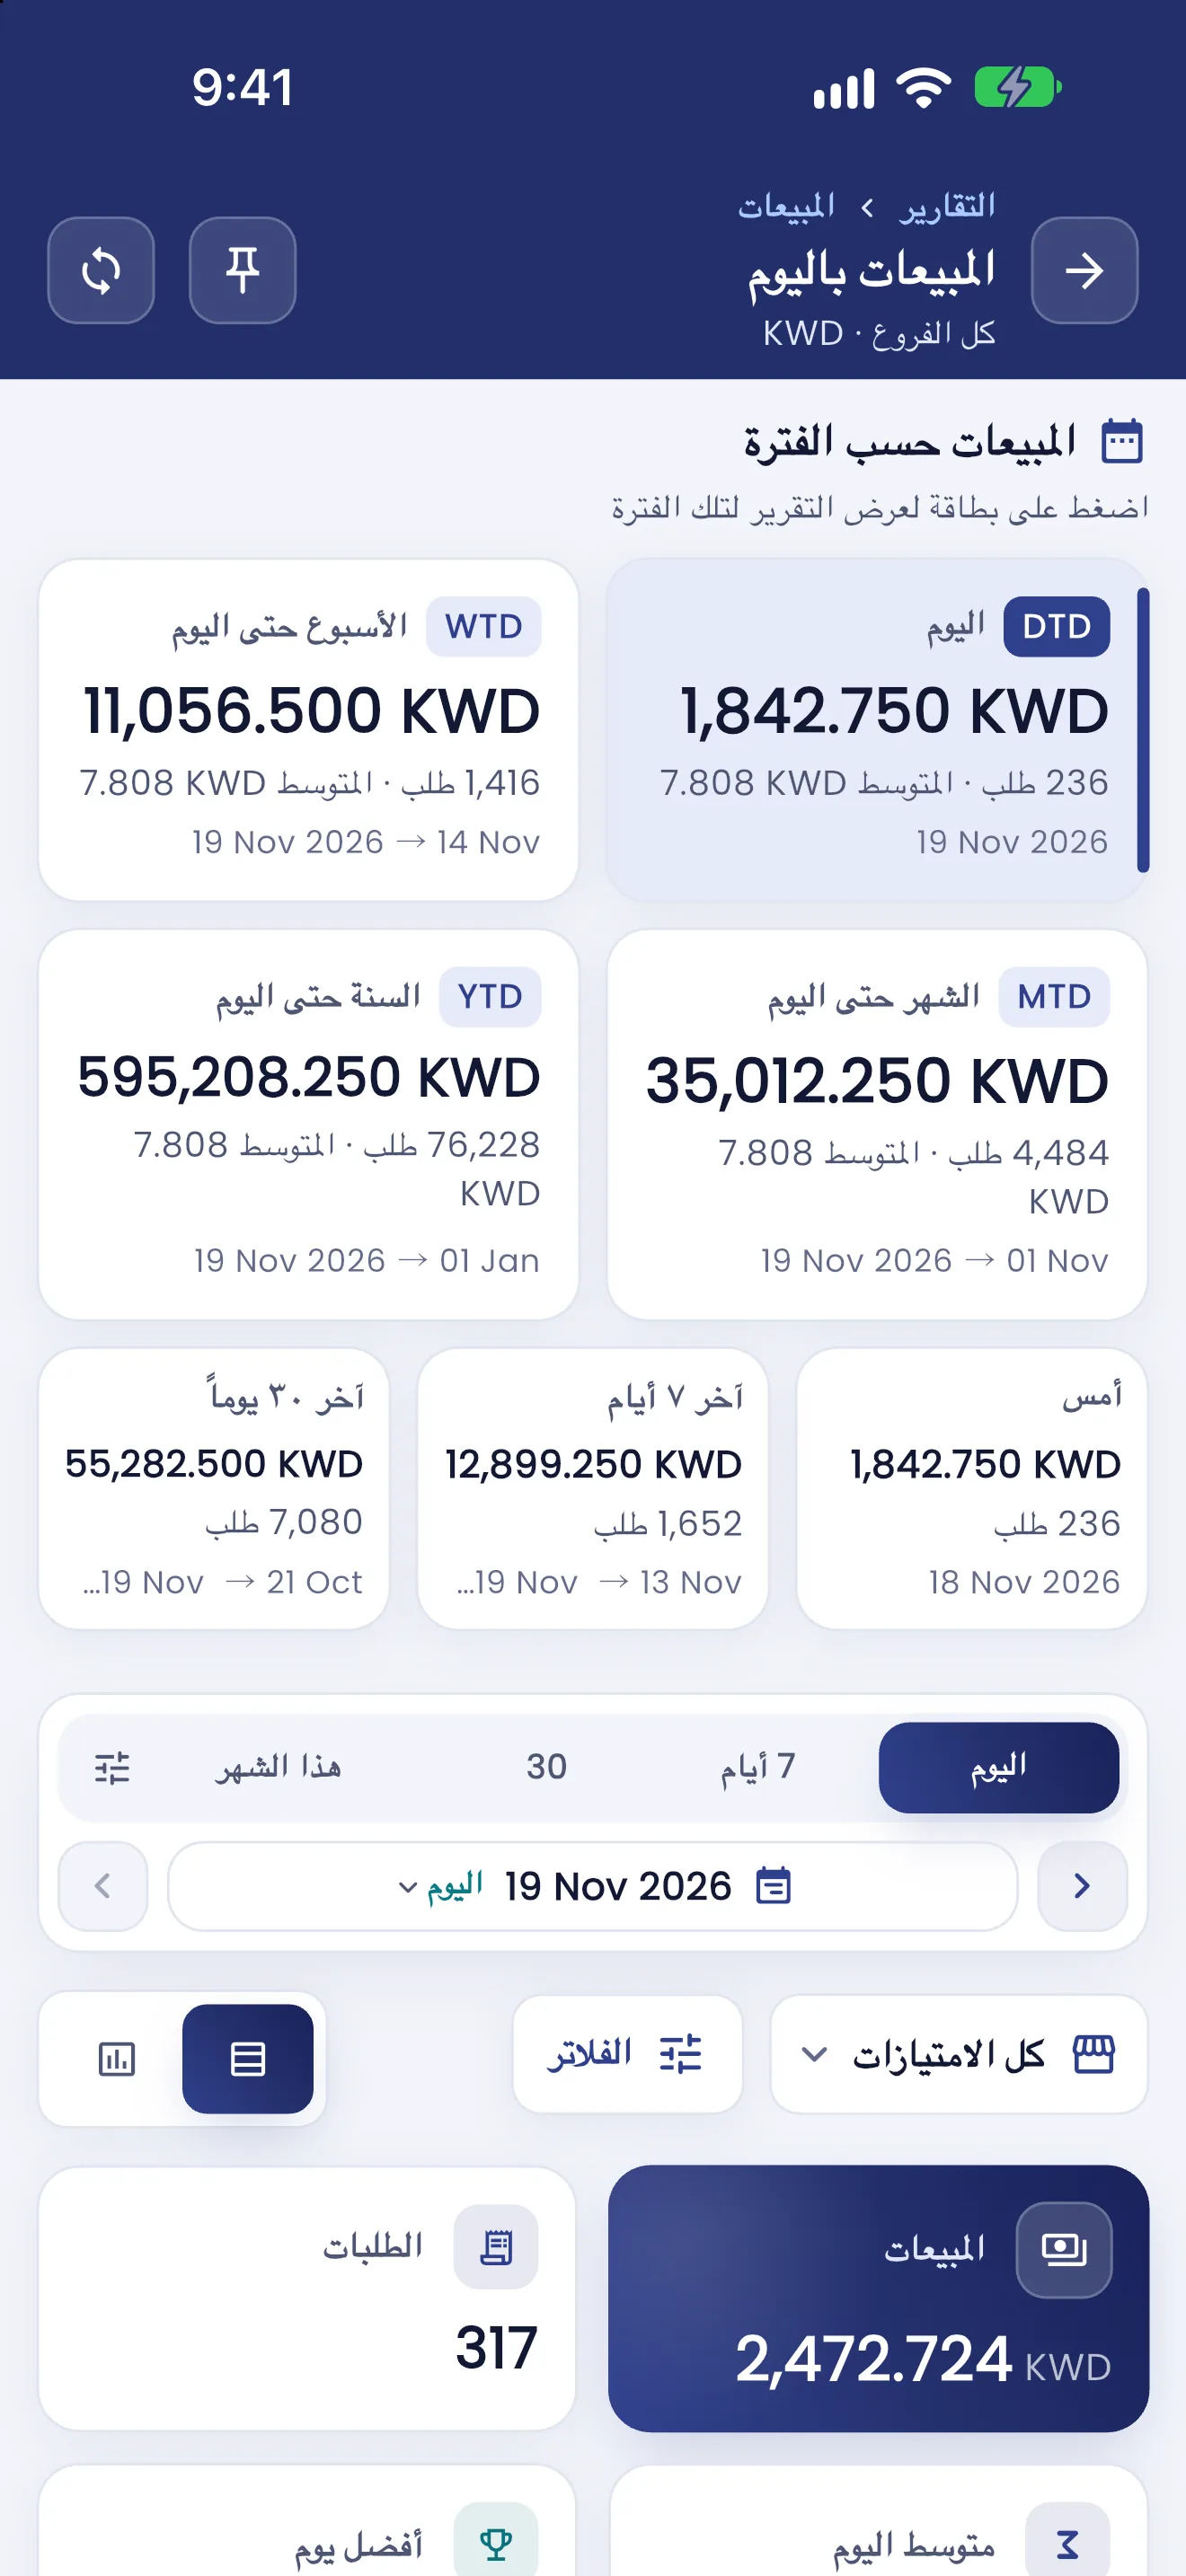 9:41
التقارير › المبيعات
المبيعات باليوم
كل الفروع · KWD
المبيعات حسب الفترة
اضغط على بطاقة لعرض التقرير لتلك الفترة
DTD اليوم
1,842.750 KWD
236 طلب · المتوسط 7.808 KWD
19 Nov 2026
WTD الأسبوع حتى اليوم
11,056.500 KWD
1,416 طلب · المتوسط 7.808 KWD
14 Nov → 19 Nov 2026
MTD الشهر حتى اليوم
35,012.250 KWD
4,484 طلب · المتوسط 7.808
KWD
01 Nov → 19 Nov 2026
YTD السنة حتى اليوم
595,208.250 KWD
76,228 طلب · المتوسط 7.808
KWD
01 Jan → 19 Nov 2026
أمس
1,842.750 KWD
236 طلب
18 Nov 2026
آخر ٧ أيام
12,899.250 KWD
1,652 طلب
13 Nov → 19 Nov...
آخر ٣٠ يوماً
55,282.500 KWD
7,080 طلب
21 Oct → 19 Nov...
اليوم
7 أيام
30
هذا الشهر
19 Nov 2026 اليوم
كل الامتيازات
الفلاتر
المبيعات
2,472.724 KWD
الطلبات
317
متوسط اليوم
أفضل يوم